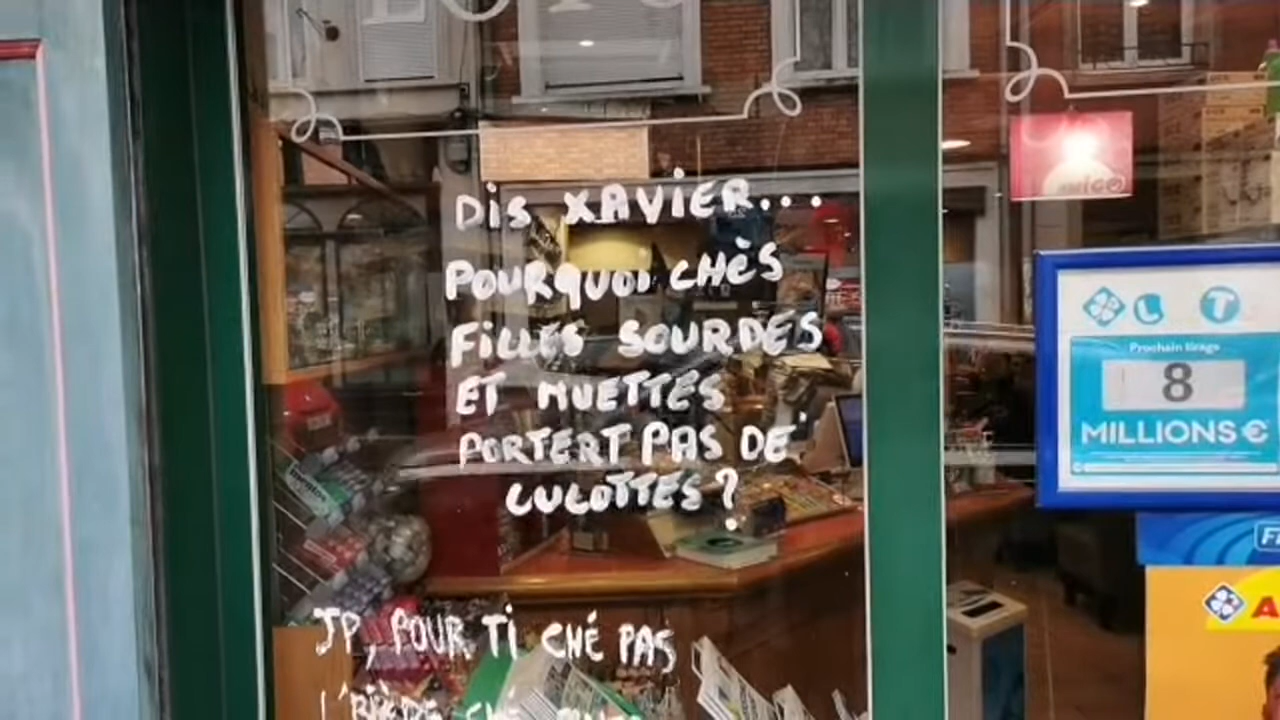 LOTO
DIS XAVIER...
POURQUOI CHÈS
FILLES SOURDES
ET MUETTES
PORTERT PAS DE
CULOTTES ?
JP, POUR TI CHÉ PAS
Prochain tirage
8
MILLIONS €